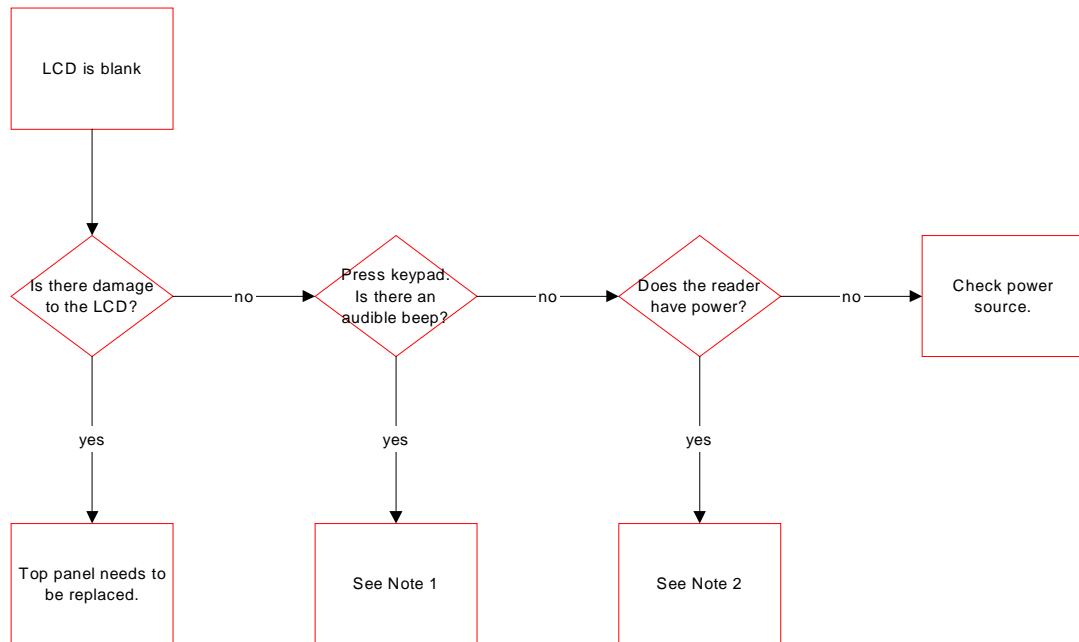 LCD is blank
Is there damage
to the LCD?
no
Press keypad.
Is there an
audible beep?
no
Does the reader
have power?
no
Check power
source.
yes
yes
yes
Top panel needs to
be replaced.
See Note 1
See Note 2